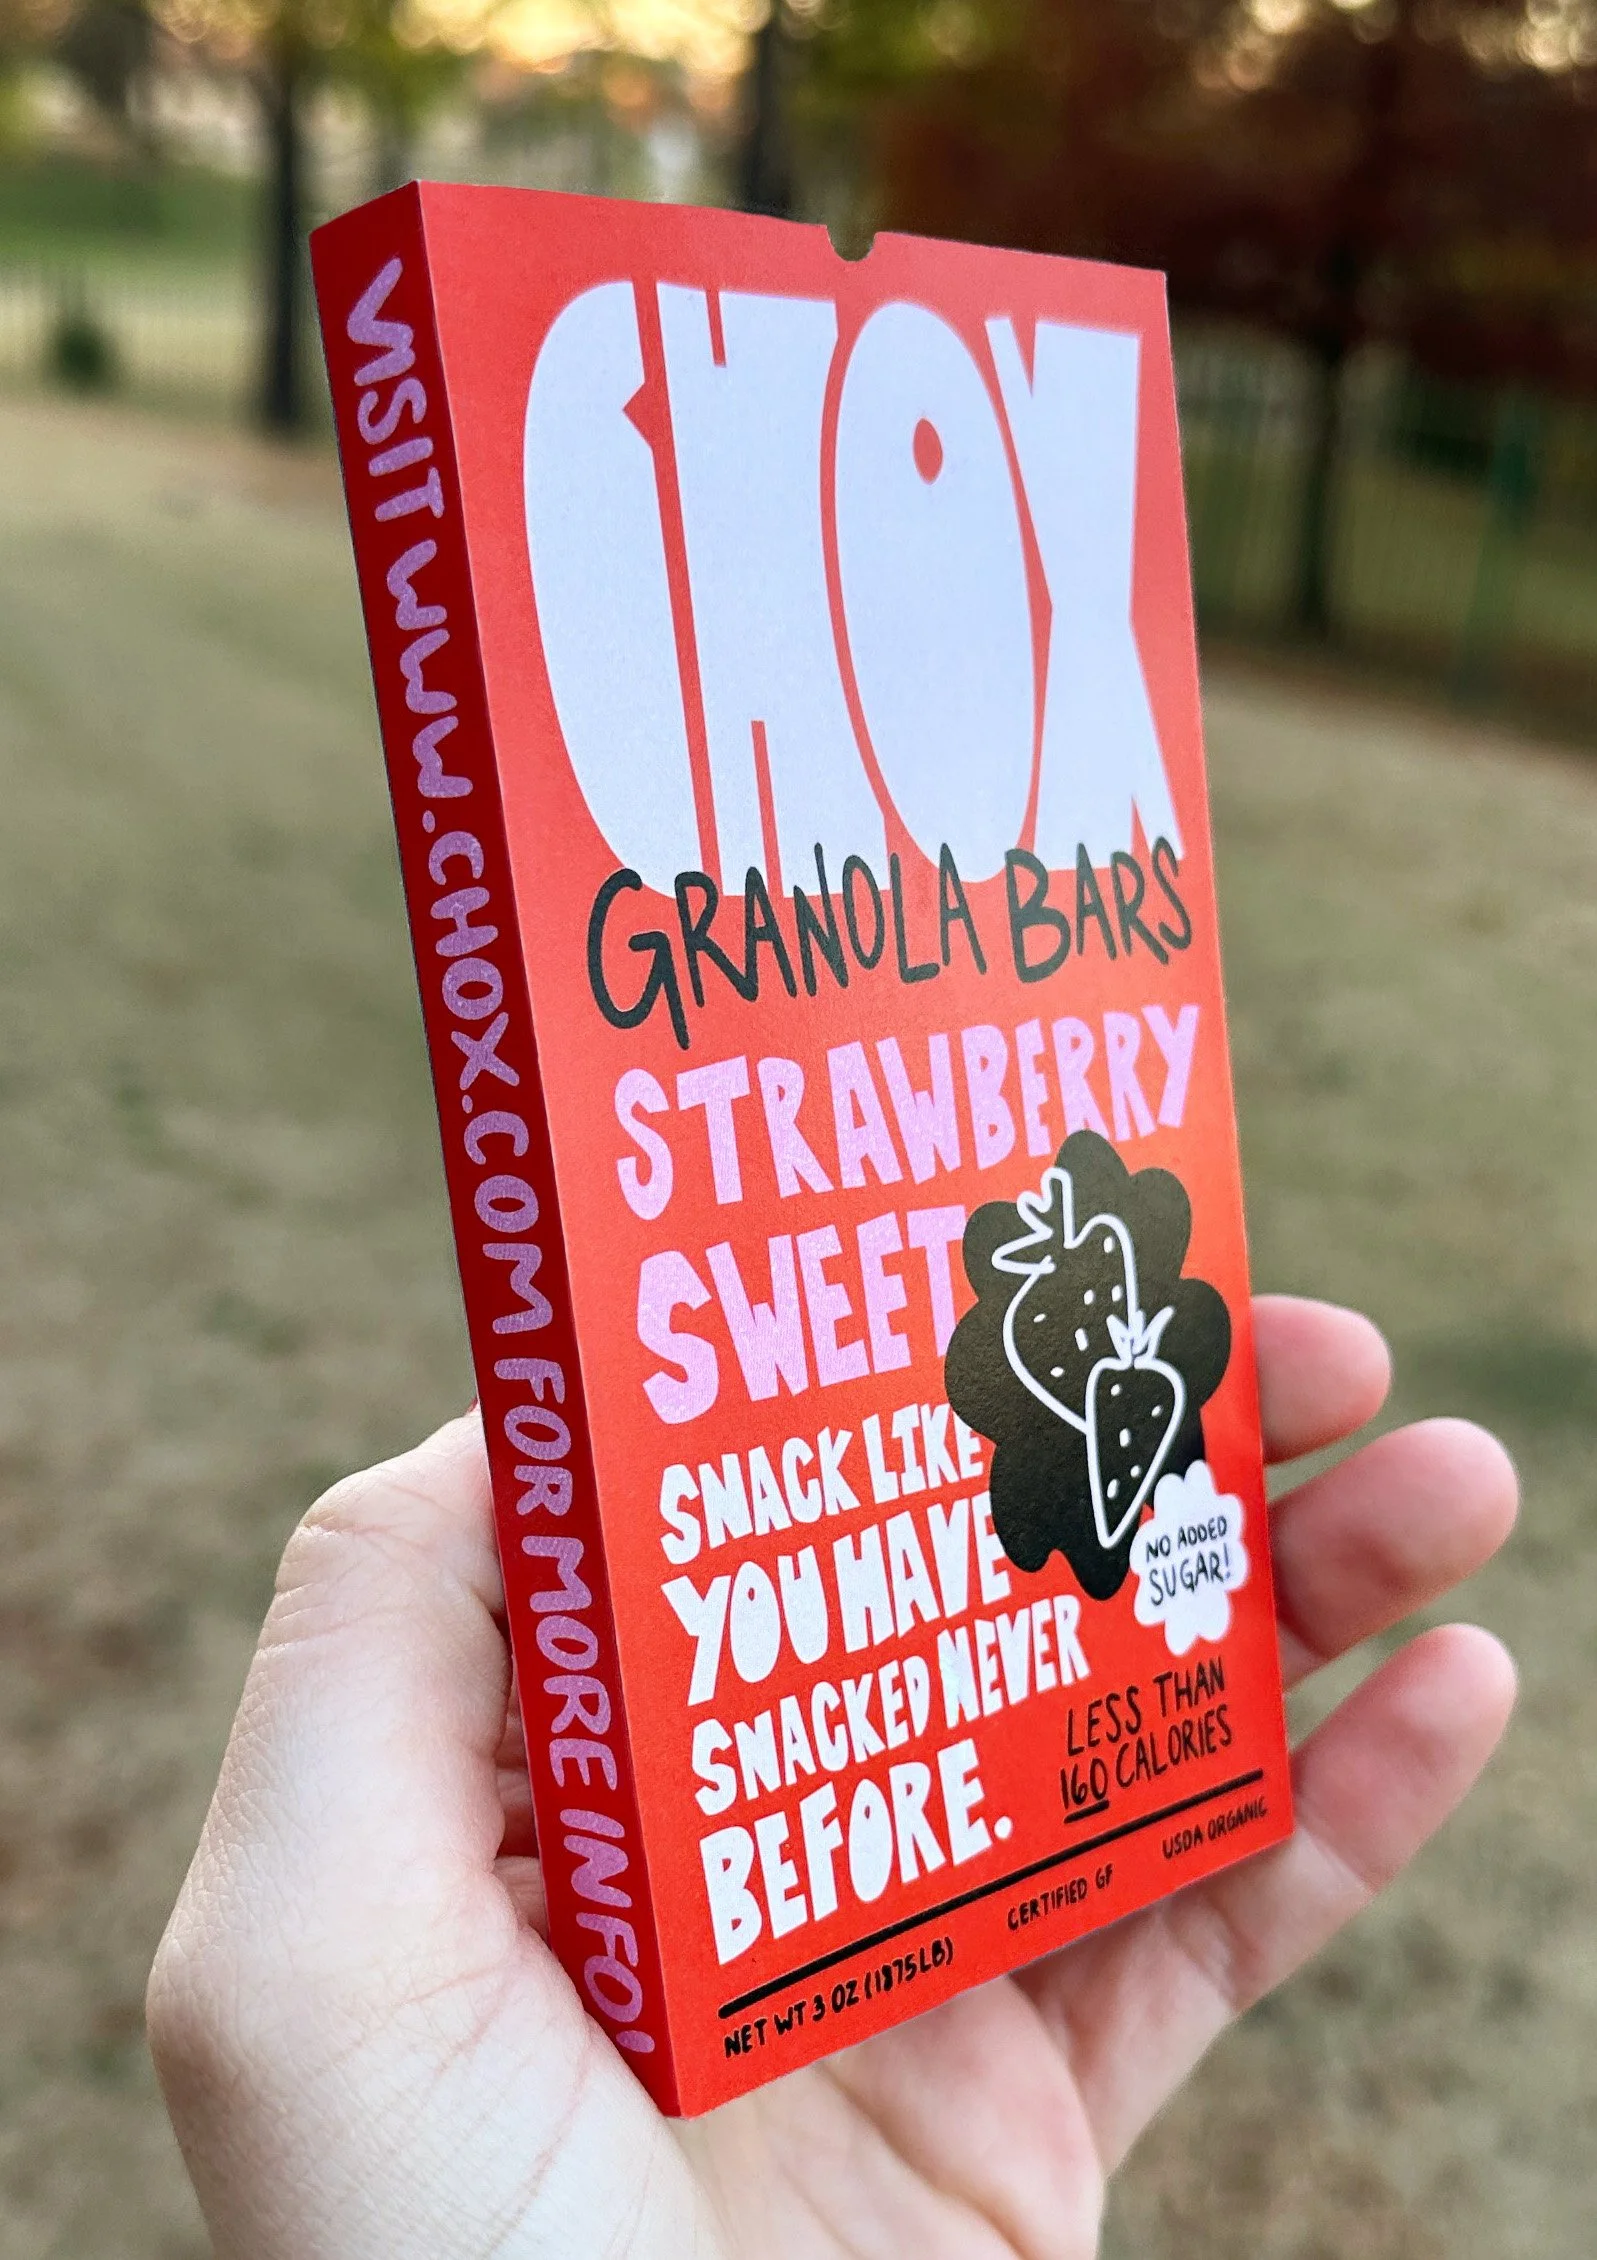 VISIT WWW.CHOX.COM FOR MORE INFO!
CHOX
GRANOLA BARS
STRAWBERRY
SWEET
SNACK LIKE
YOU HAVE
SNACKED NEVER
BEFORE.
NO ADDED
SUGAR!
LESS THAN
160 CALORIES
NET WT 3 OZ (1875LB)
CERTIFIED GF
USDA ORGANIC